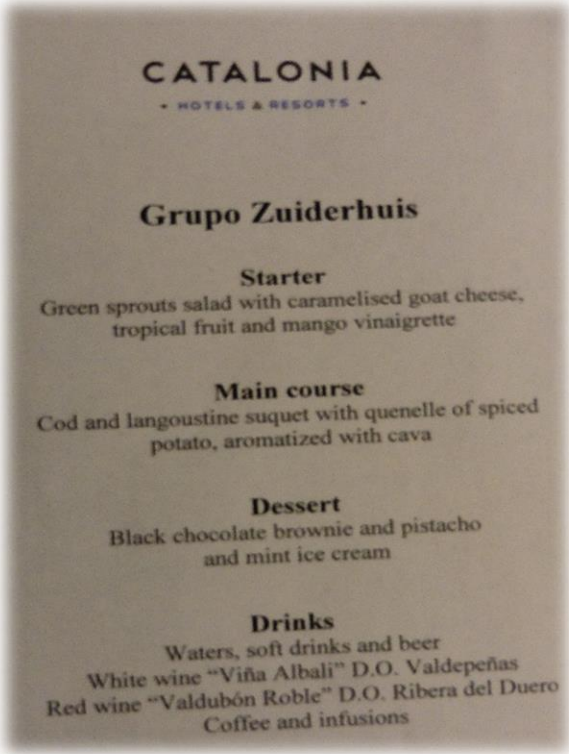 CATALONIA
• HOTELS & RESORTS •
Grupo Zuiderhuis
Starter
Green sprouts salad with caramelised goat cheese,
tropical fruit and mango vinaigrette
Main course
Cod and langoustine suquet with quenelle of spiced
potato, aromatized with cava
Dessert
Black chocolate brownie and pistacho
and mint ice cream
Drinks
Waters, soft drinks and beer
White wine “Viña Albali” D.O. Valdepeñas
Red wine “Valdubón Roble” D.O. Ribera del Duero
Coffee and infusions